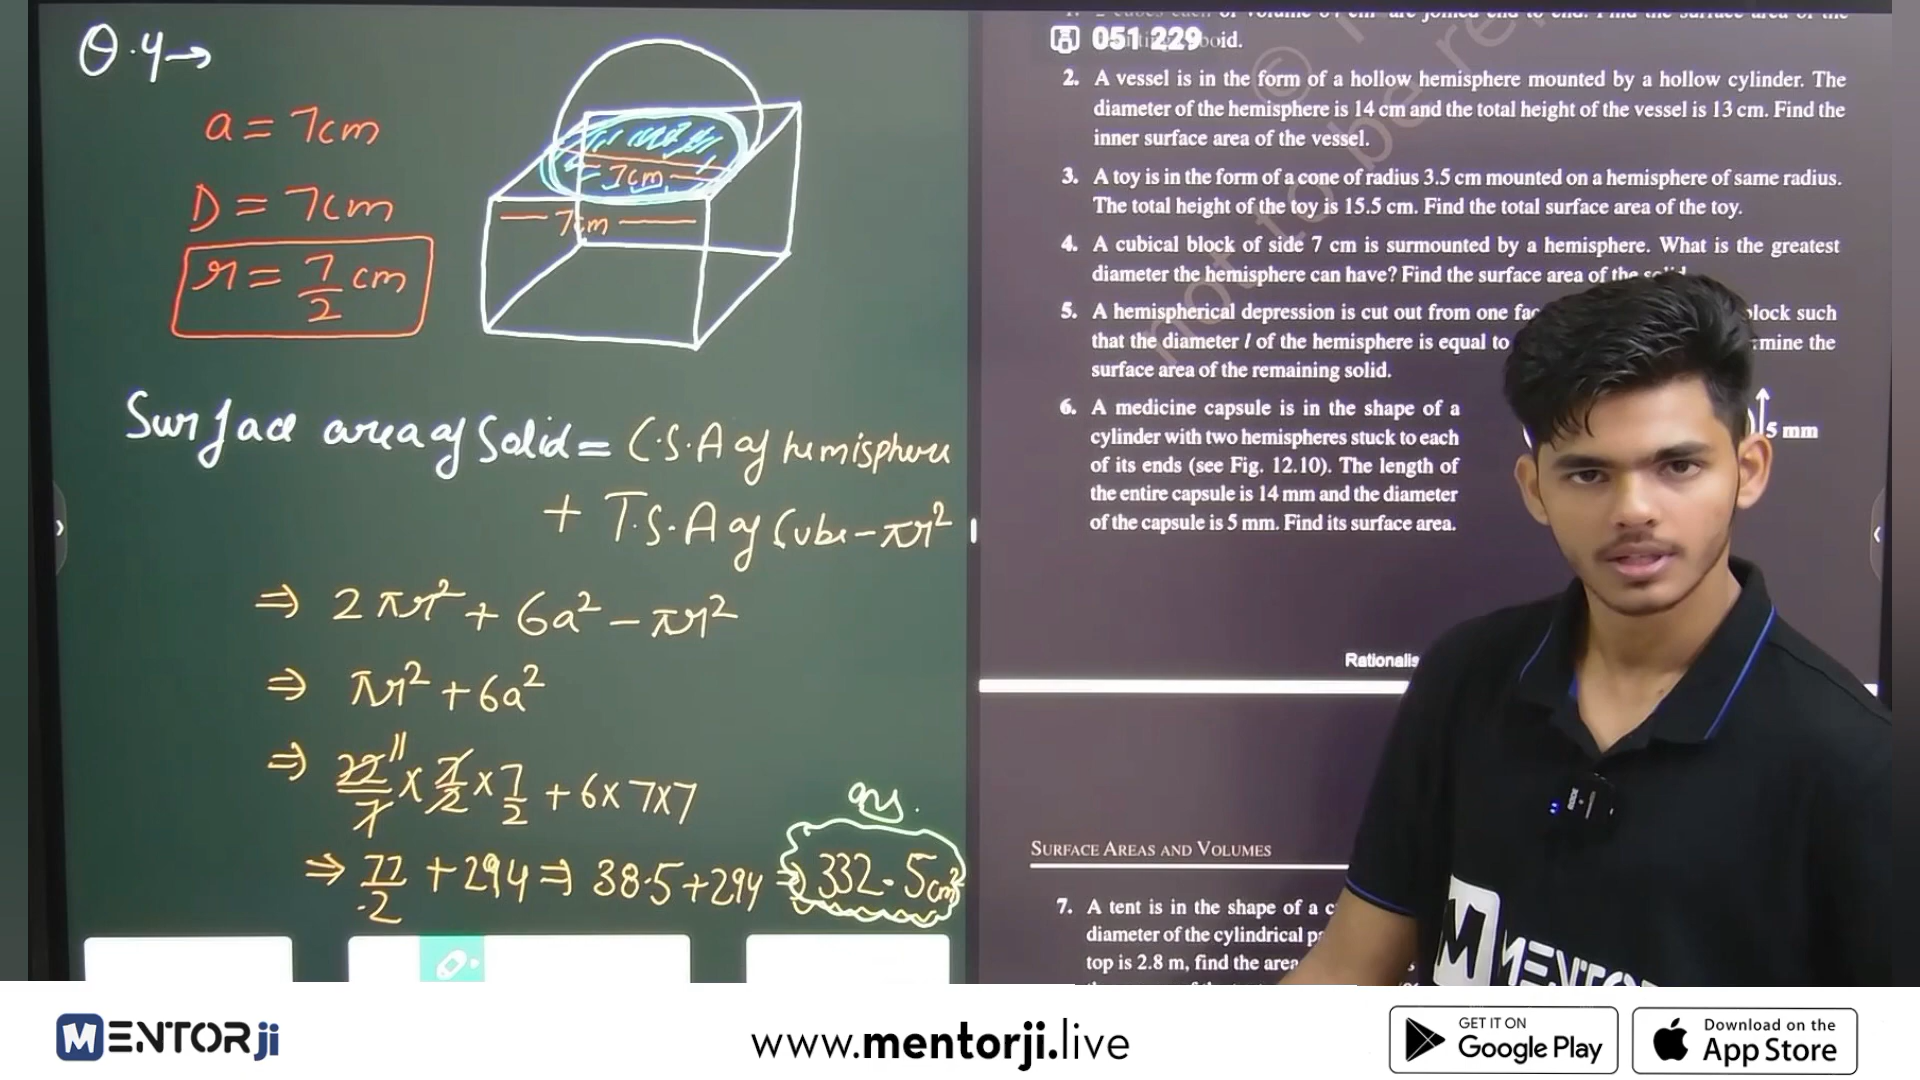 Q.4→
a = 7cm
D = 7cm
r = 7/2 cm
7cm
7cm
Surface area of Solid = C.S.A of hemisphere
+ T.S.A of Cube - πr²
⇒ 2πr² + 6a² - πr²
⇒ πr² + 6a²
⇒ 22/7 11 × 7/2 × 7/2 + 6 × 7 × 7
⇒ 77/2 + 294 ⇒ 38.5 + 294 ⇒ 332.5 cm²
ans.
051 229 oid.
2. A vessel is in the form of a hollow hemisphere mounted by a hollow cylinder. The
diameter of the hemisphere is 14 cm and the total height of the vessel is 13 cm. Find the
inner surface area of the vessel.
3. A toy is in the form of a cone of radius 3.5 cm mounted on a hemisphere of same radius.
The total height of the toy is 15.5 cm. Find the total surface area of the toy.
4. A cubical block of side 7 cm is surmounted by a hemisphere. What is the greatest
diameter the hemisphere can have? Find the surface area of the
5. A hemispherical depression is cut out from one lock such
that the diameter l of the hemisphere is equal to mine the
surface area of the remaining solid.
6. A medicine capsule is in the shape of a
cylinder with two hemispheres stuck to each
of its ends (see Fig. 12.10). The length of
the entire capsule is 14 mm and the diameter
of the capsule is 5 mm. Find its surface area.
5 mm
© not to be re
Rationalis
SURFACE AREAS AND VOLUMES
7. A tent is in the shape of a c
diameter of the cylindrical
top is 2.8 m, find the area
M MENTO
MENTORji
www.mentorji.live
GET IT ON
Google Play
Download on the
App Store